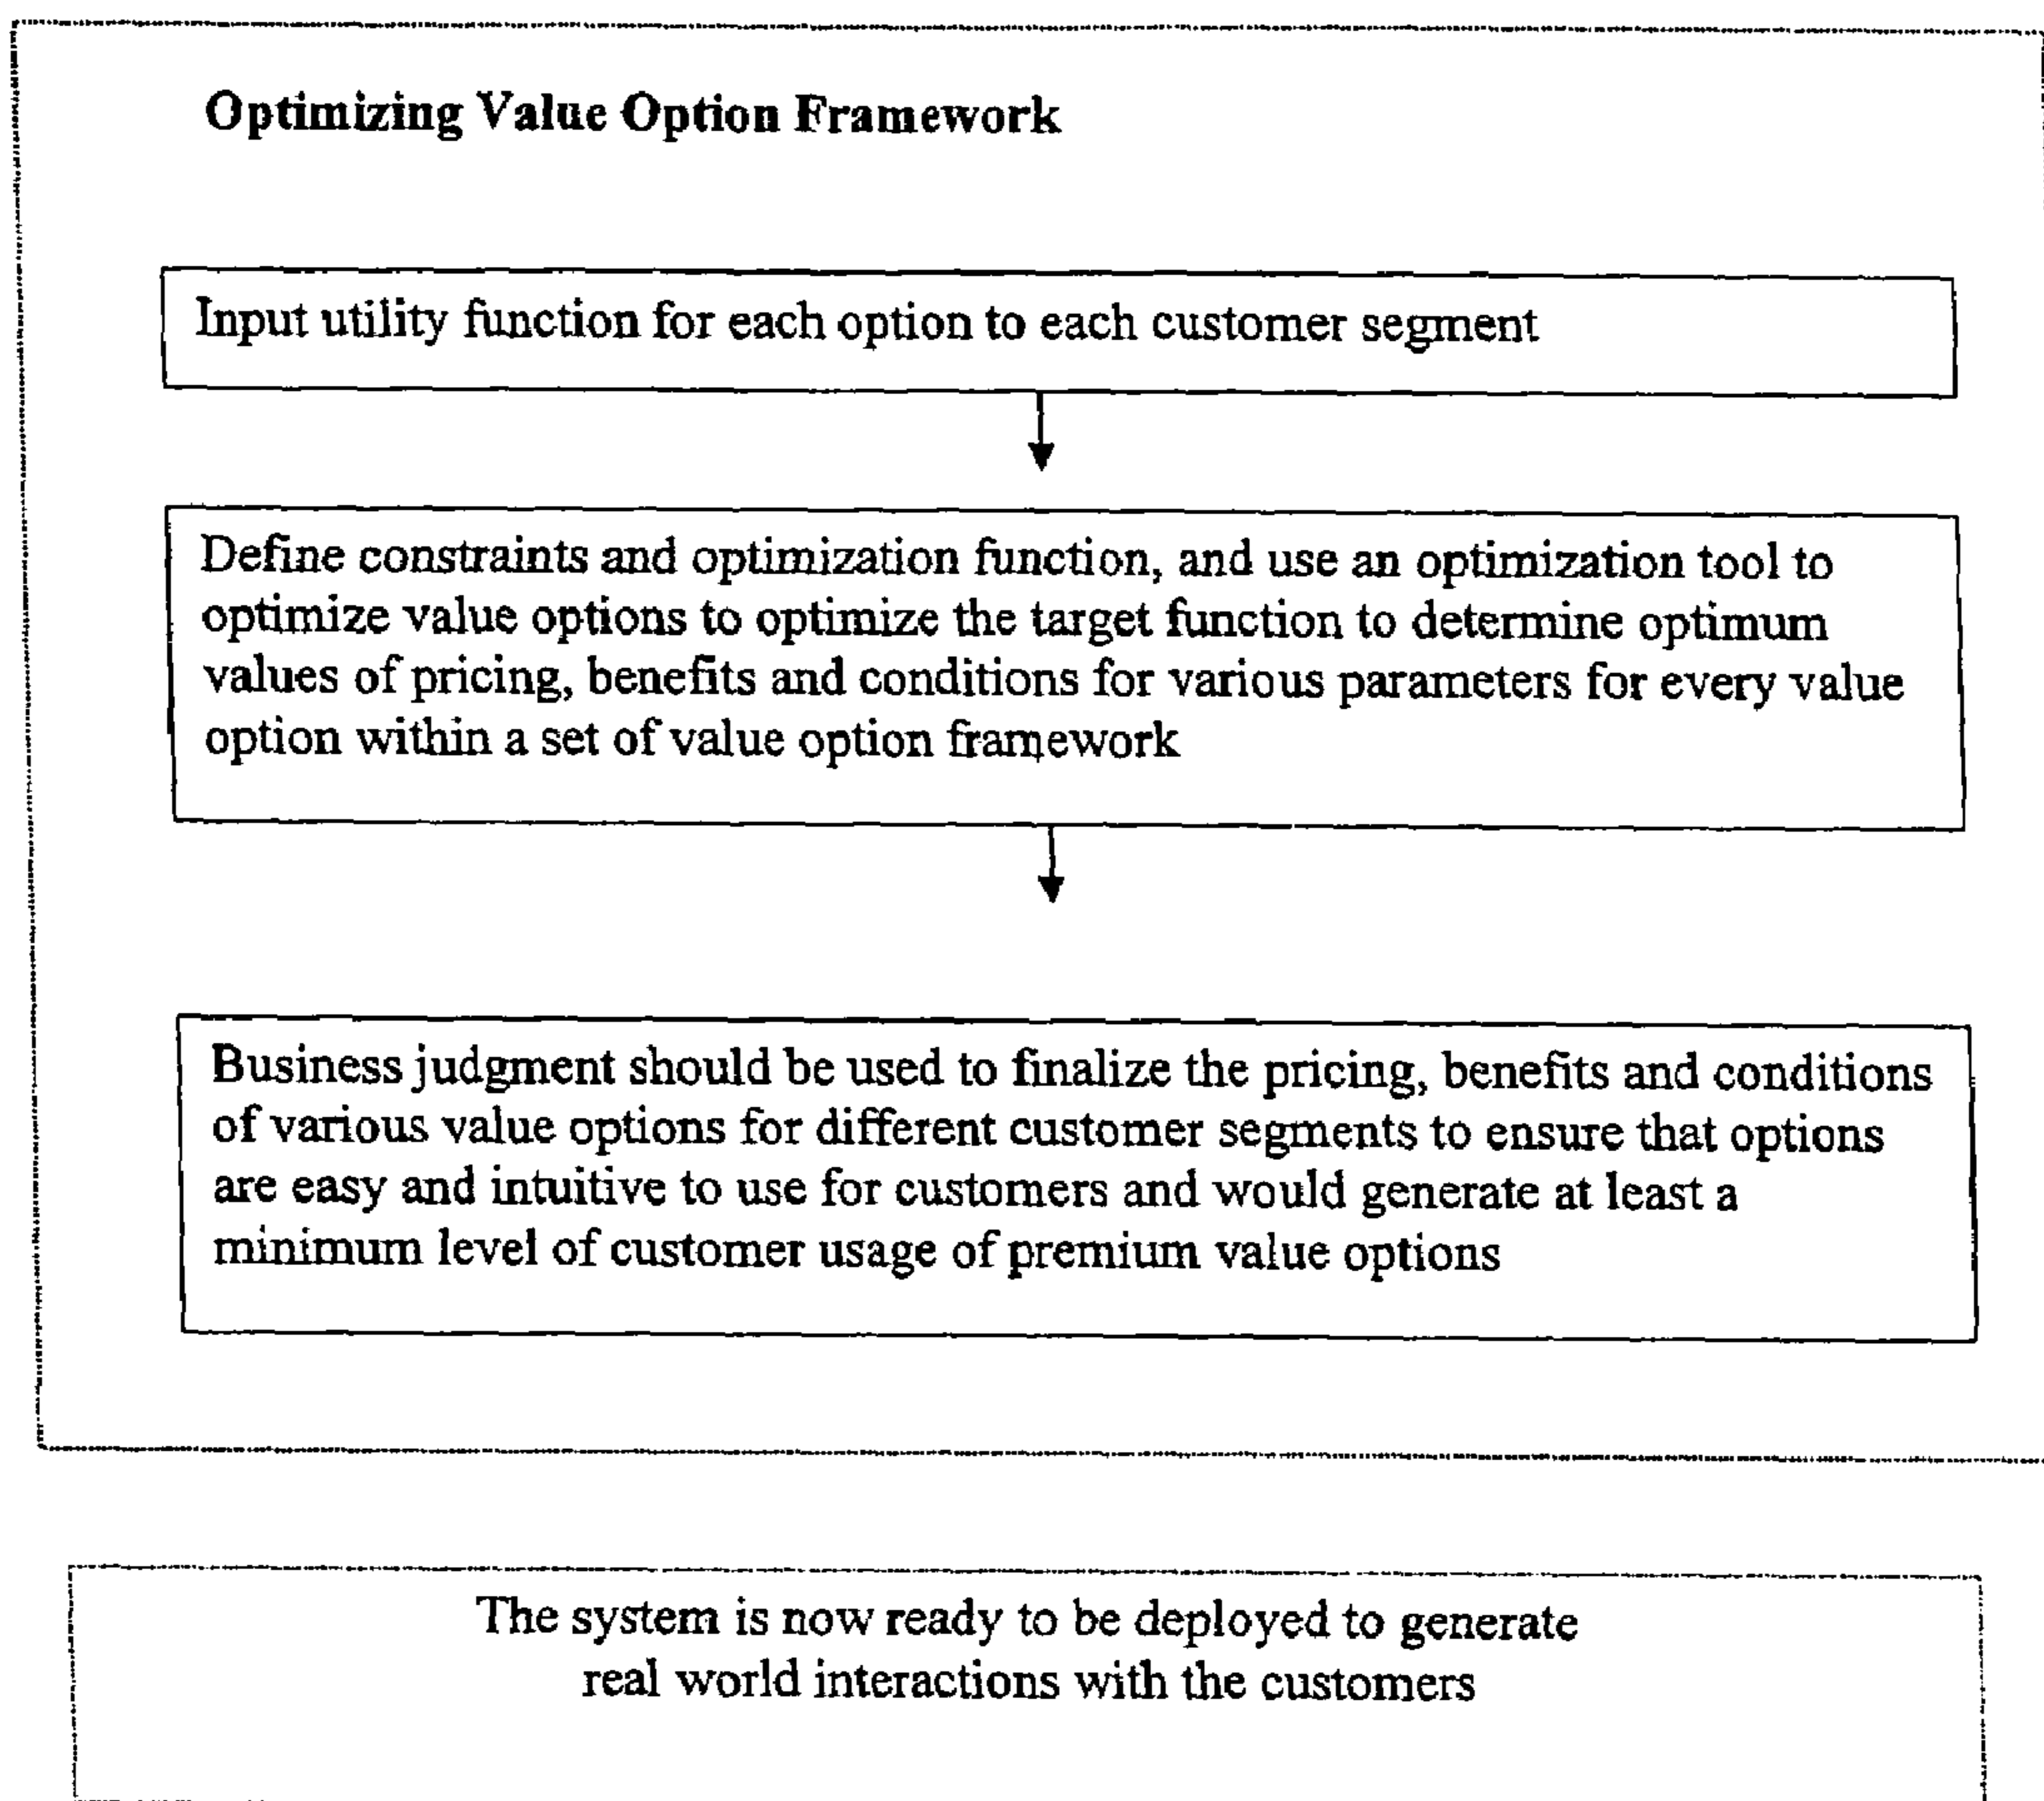 Optimizing Value Option Framework
Input utility function for each option to each customer segment
Define constraints and optimization function, and use an optimization tool to
optimize value options to optimize the target function to determine optimum
values of pricing, benefits and conditions for various parameters for every value
option within a set of value option framework
Business judgment should be used to finalize the pricing, benefits and conditions
of various value options for different customer segments to ensure that options
are easy and intuitive to use for customers and would generate at least a
minimum level of customer usage of premium value options
The system is now ready to be deployed to generate
real world interactions with the customers